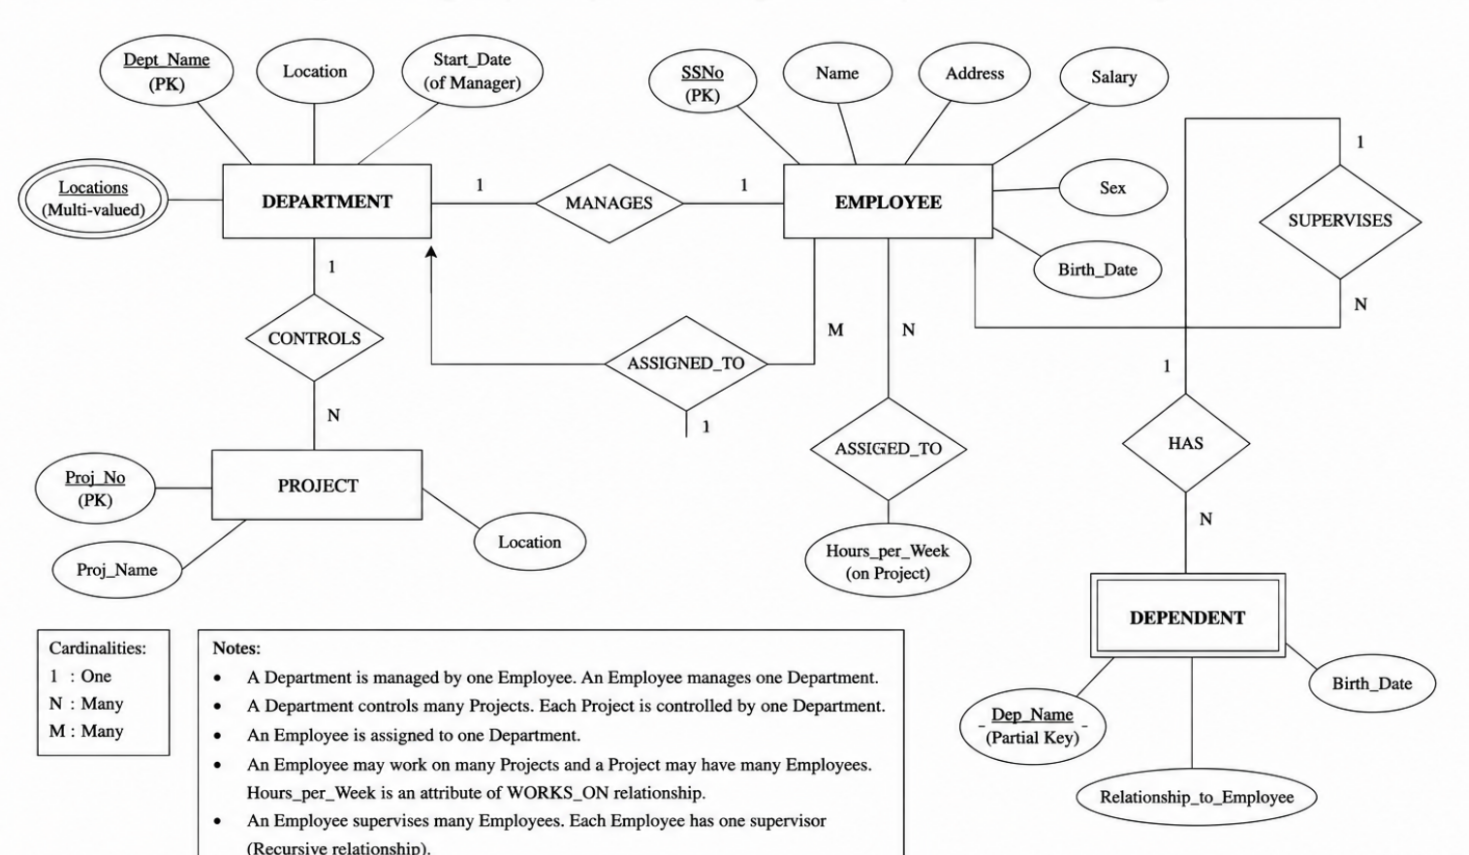 Dept_Name
(PK)
Location
Start_Date
(of Manager)
SSNo
(PK)
Name
Address
Salary
1
Locations
(Multi-valued)
DEPARTMENT
1
MANAGES
1
EMPLOYEE
Sex
SUPERVISES
Birth_Date
1
N
CONTROLS
M
N
ASSIGNED_TO
1
N
1
ASSIGED_TO
HAS
Proj_No
(PK)
PROJECT
N
Location
Hours_per_Week
(on Project)
Proj_Name
DEPENDENT
Cardinalities:
1 : One
N : Many
M : Many
Notes:
• A Department is managed by one Employee. An Employee manages one Department.
• A Department controls many Projects. Each Project is controlled by one Department.
• An Employee is assigned to one Department.
• An Employee may work on many Projects and a Project may have many Employees.
Hours_per_Week is an attribute of WORKS_ON relationship.
• An Employee supervises many Employees. Each Employee has one supervisor
(Recursive relationship).
Birth_Date
Dep_Name
(Partial Key)
Relationship_to_Employee